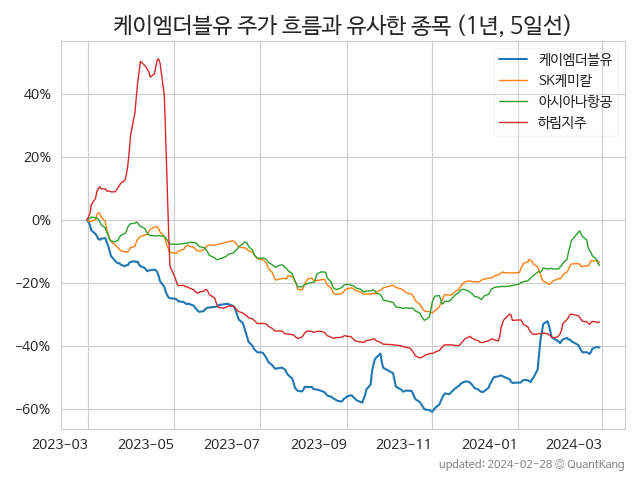 케이엠더블유 주가 흐름과 유사한 종목 (1년, 5일선)
케이엠더블유
SK케미칼
아시아나항공
하림지주
40%
20%
0%
−20%
−40%
−60%
2023-03 2023-05 2023-07 2023-09 2023-11 2024-01 2024-03
updated: 2024-02-28 © QuantKang